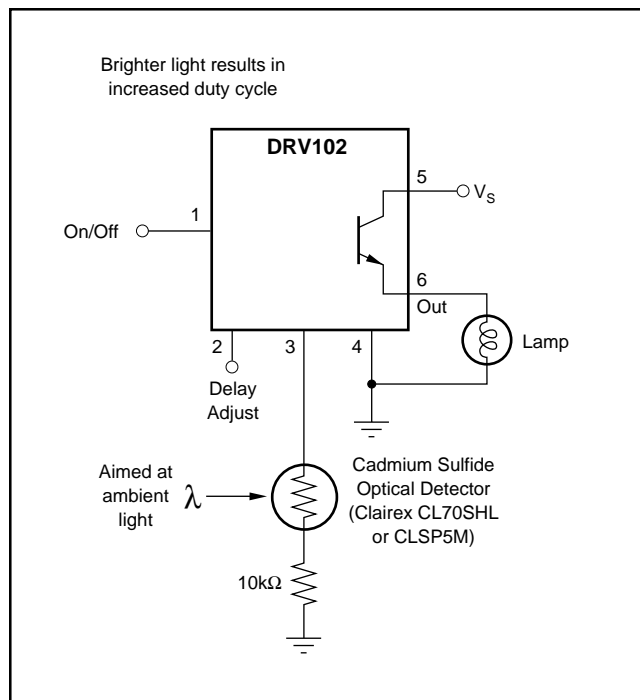 Brighter light results in
increased duty cycle
DRV102
5
V_S
1
On/Off
6
Out
2
3
4
Lamp
Delay
Adjust
Aimed at
ambient
light
λ
Cadmium Sulfide
Optical Detector
(Clairex CL70SHL
or CLSP5M)
10kΩ